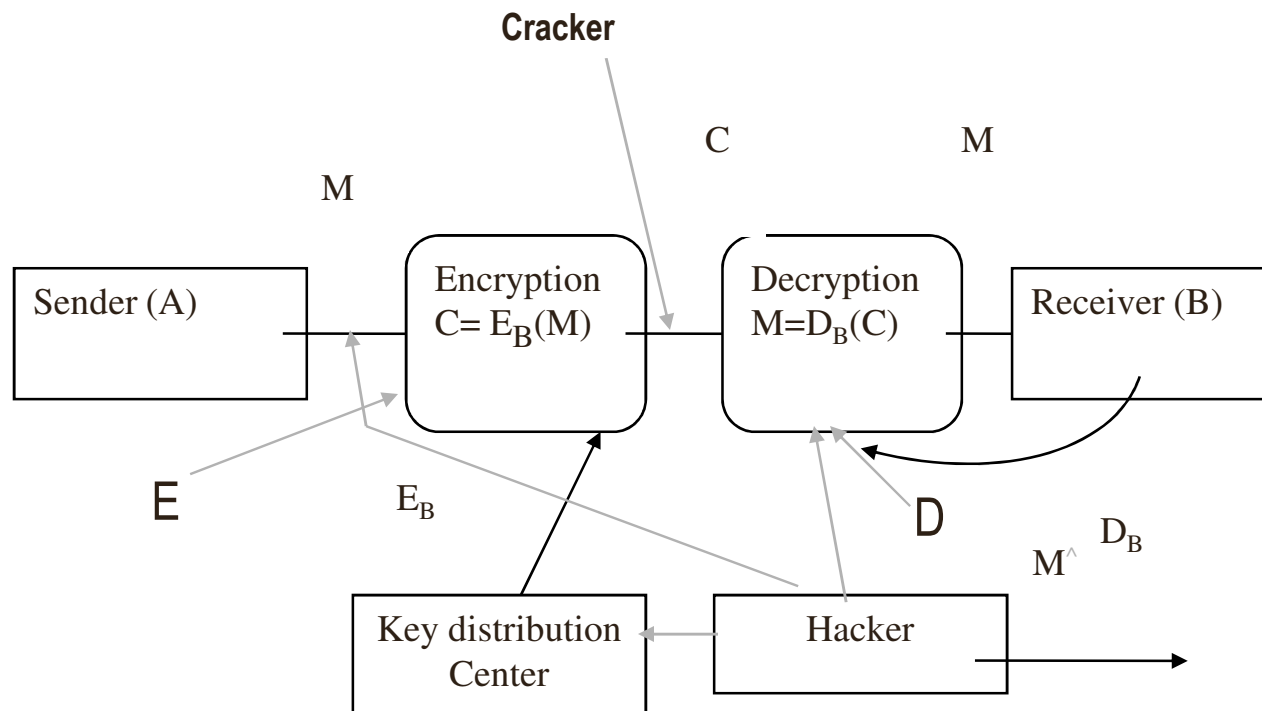 Cracker
C
M
M
Encryption
C= E_B(M)
Decryption
M=D_B(C)
Sender (A)
Receiver (B)
E
E_B
D
D_B
M^
Key distribution
Center
Hacker